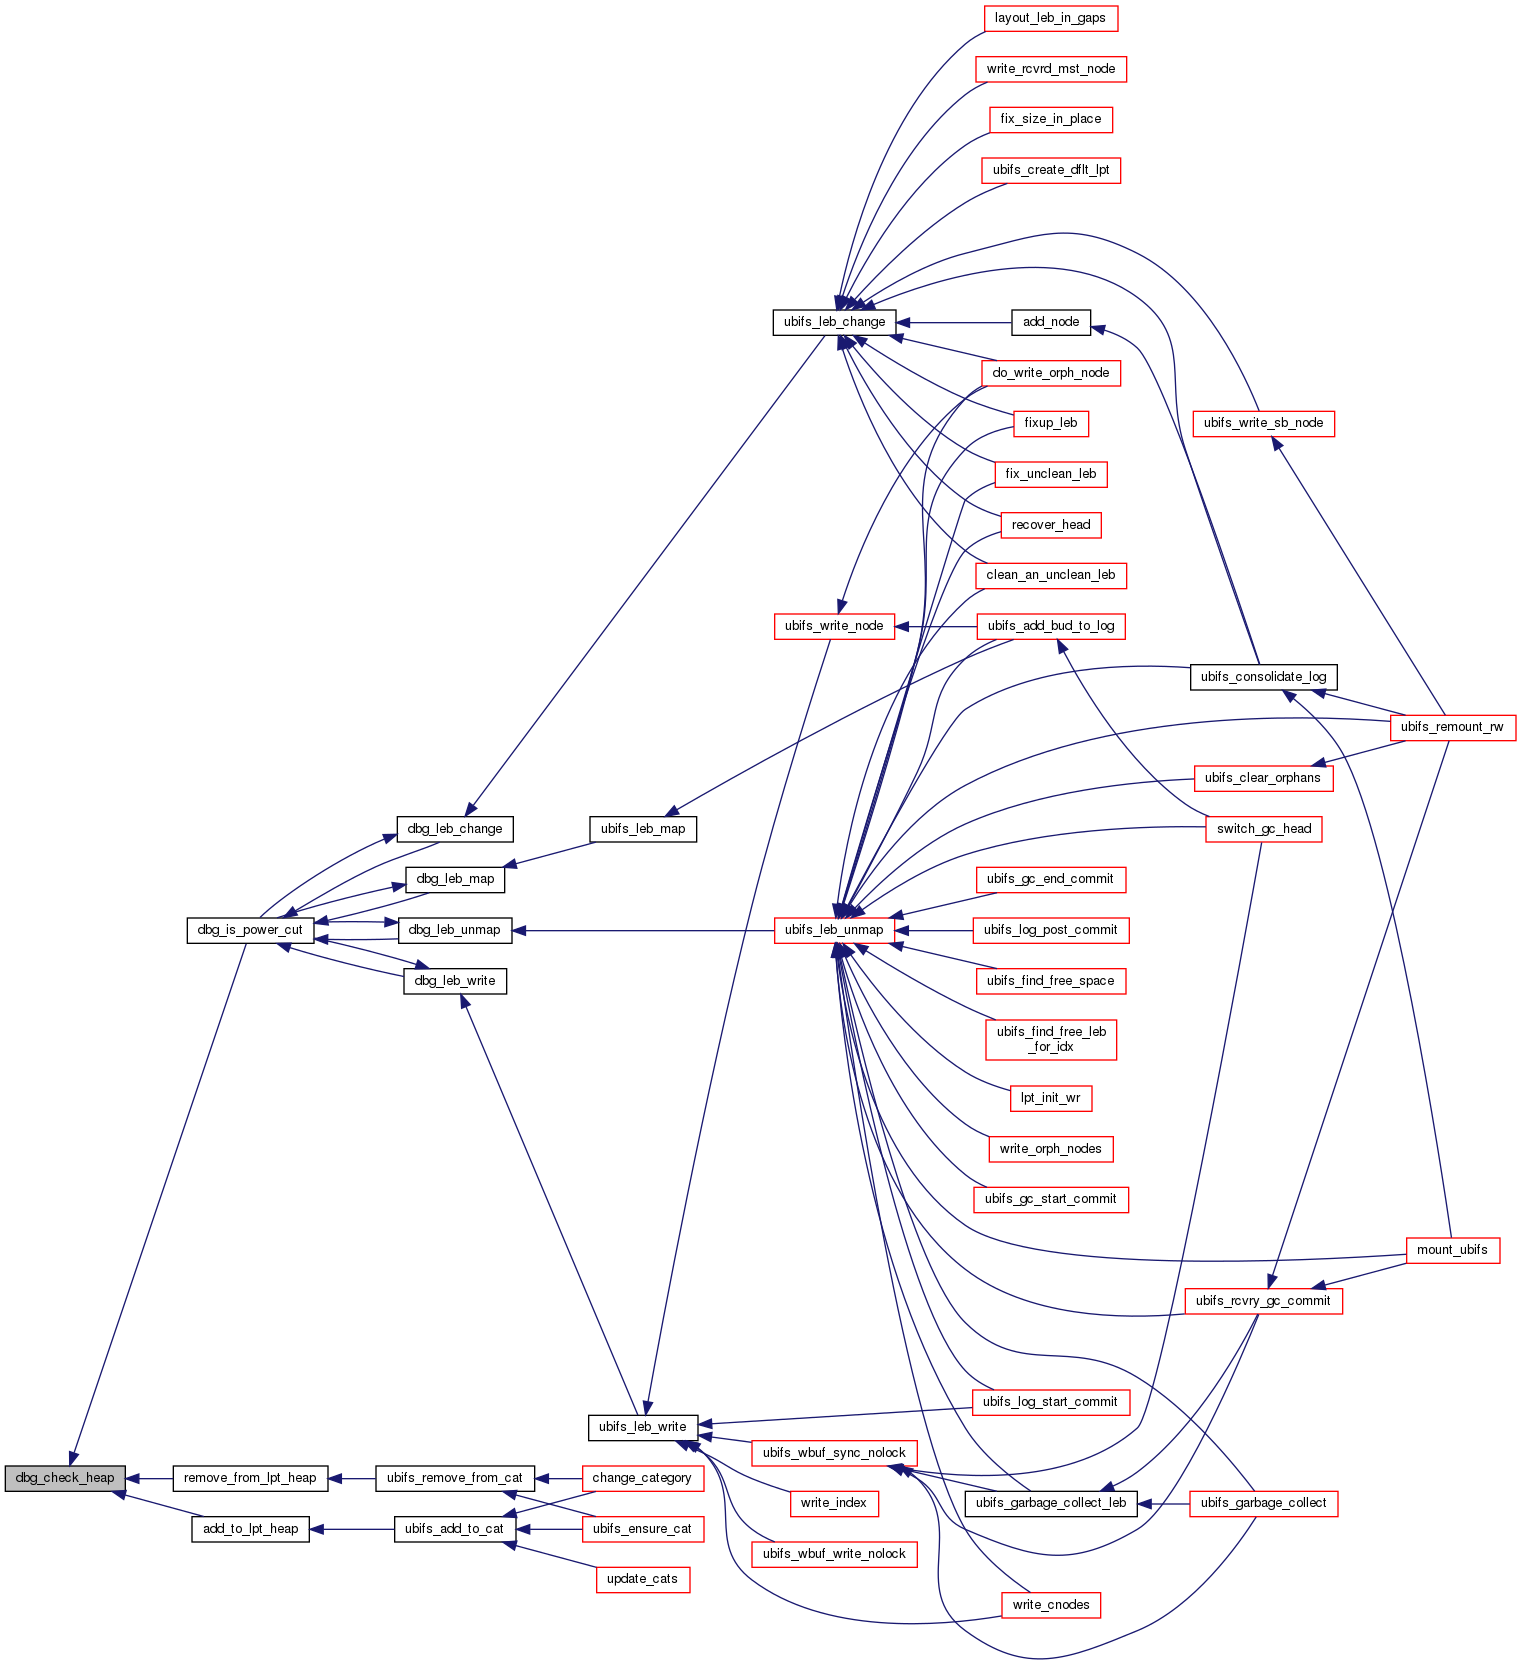 layout_leb_in_gaps
write_rcvrd_mst_node
fix_size_in_place
ubifs_create_dflt_lpt
ubifs_leb_change
add_node
do_write_orph_node
fixup_leb
ubifs_write_sb_node
fix_unclean_leb
recover_head
clean_an_unclean_leb
ubifs_write_node
ubifs_add_bud_to_log
ubifs_consolidate_log
ubifs_remount_rw
ubifs_clear_orphans
dbg_leb_change
ubifs_leb_map
switch_gc_head
dbg_leb_map
ubifs_gc_end_commit
dbg_is_power_cut
dbg_leb_unmap
ubifs_leb_unmap
ubifs_log_post_commit
dbg_leb_write
ubifs_find_free_space
ubifs_find_free_leb
_for_idx
lpt_init_wr
write_orph_nodes
ubifs_gc_start_commit
mount_ubifs
ubifs_rcvry_gc_commit
ubifs_log_start_commit
ubifs_leb_write
ubifs_wbuf_sync_nolock
dbg_check_heap
remove_from_lpt_heap
ubifs_remove_from_cat
change_category
write_index
ubifs_garbage_collect_leb
ubifs_garbage_collect
add_to_lpt_heap
ubifs_add_to_cat
ubifs_ensure_cat
ubifs_wbuf_write_nolock
update_cats
write_cnodes